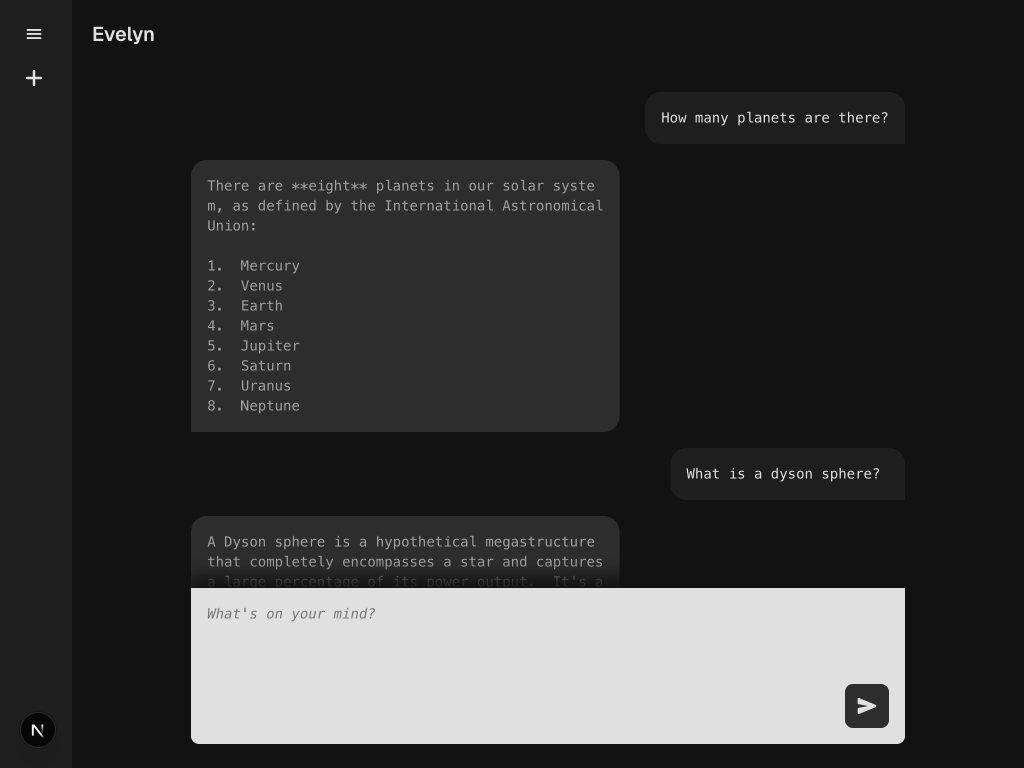 Evelyn
How many planets are there?
There are **eight** planets in our solar syste
m, as defined by the International Astronomical
Union:
1.  Mercury
2.  Venus
3.  Earth
4.  Mars
5.  Jupiter
6.  Saturn
7.  Uranus
8.  Neptune
What is a dyson sphere?
A Dyson sphere is a hypothetical megastructure
that completely encompasses a star and captures
a large percentage of its power output.  It's a
What's on your mind?
N